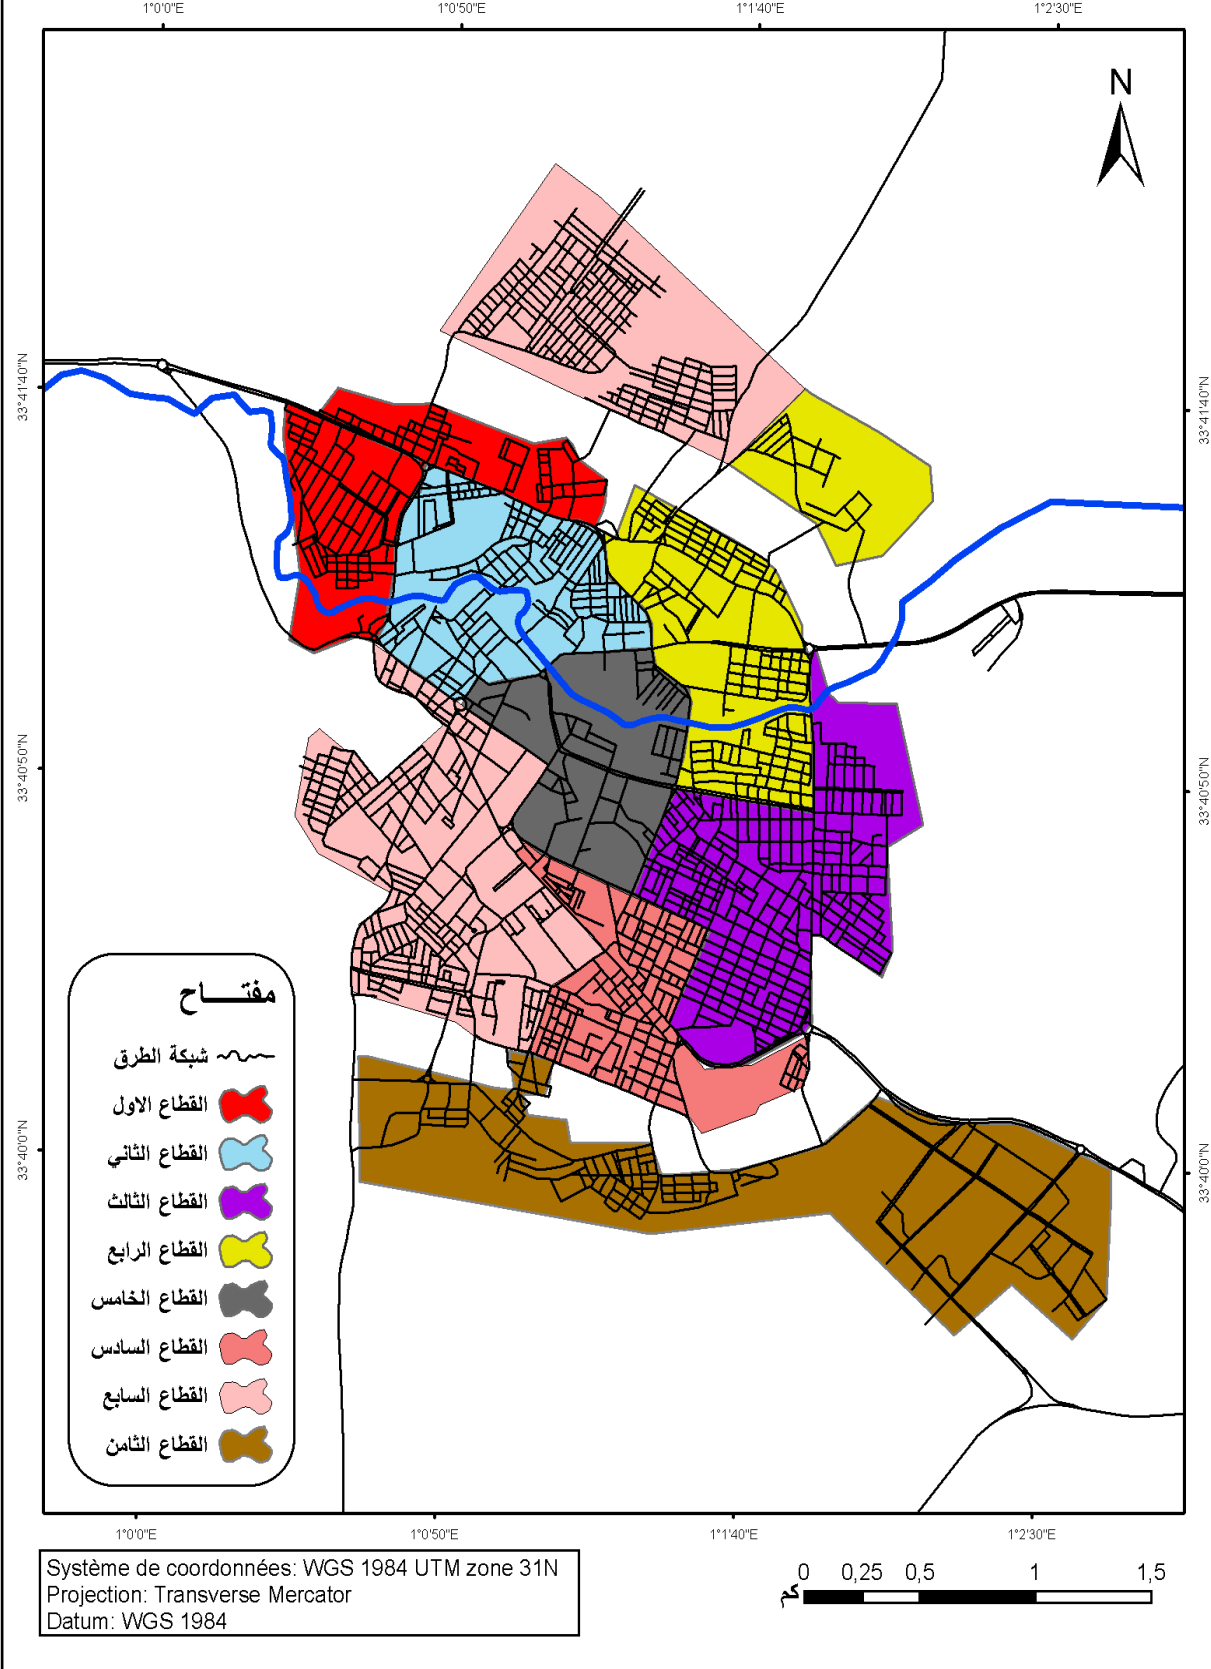 1°0'0"E 1°0'50"E 1°1'40"E 1°2'30"E
N
33°41'40"N
33°41'40"N
33°40'50"N
33°40'50"N
33°40'0"N
33°40'0"N
مفتـــاح
شبكة الطرق
القطاع الاول
القطاع الثاني
القطاع الثالث
القطاع الرابع
القطاع الخامس
القطاع السادس
القطاع السابع
القطاع الثامن
1°0'0"E 1°0'50"E 1°1'40"E 1°2'30"E
Système de coordonnées: WGS 1984 UTM zone 31N
Projection: Transverse Mercator
Datum: WGS 1984
0 0,25 0,5 1 1,5
كم